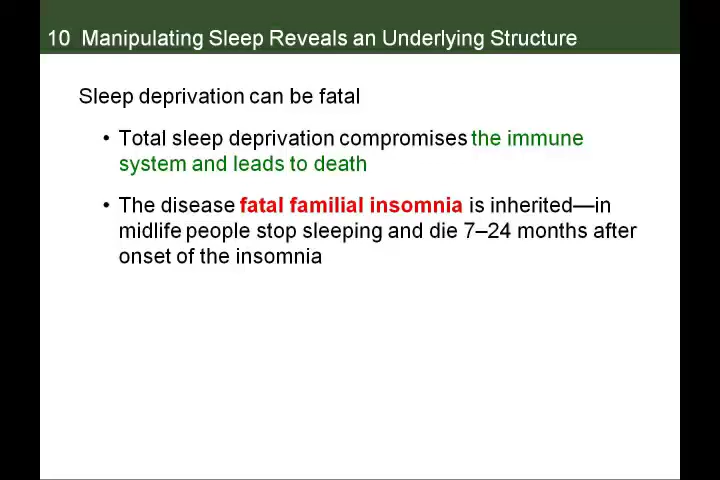 10 Manipulating Sleep Reveals an Underlying Structure
Sleep deprivation can be fatal
• Total sleep deprivation compromises the immune
system and leads to death
• The disease fatal familial insomnia is inherited—in
midlife people stop sleeping and die 7–24 months after
onset of the insomnia